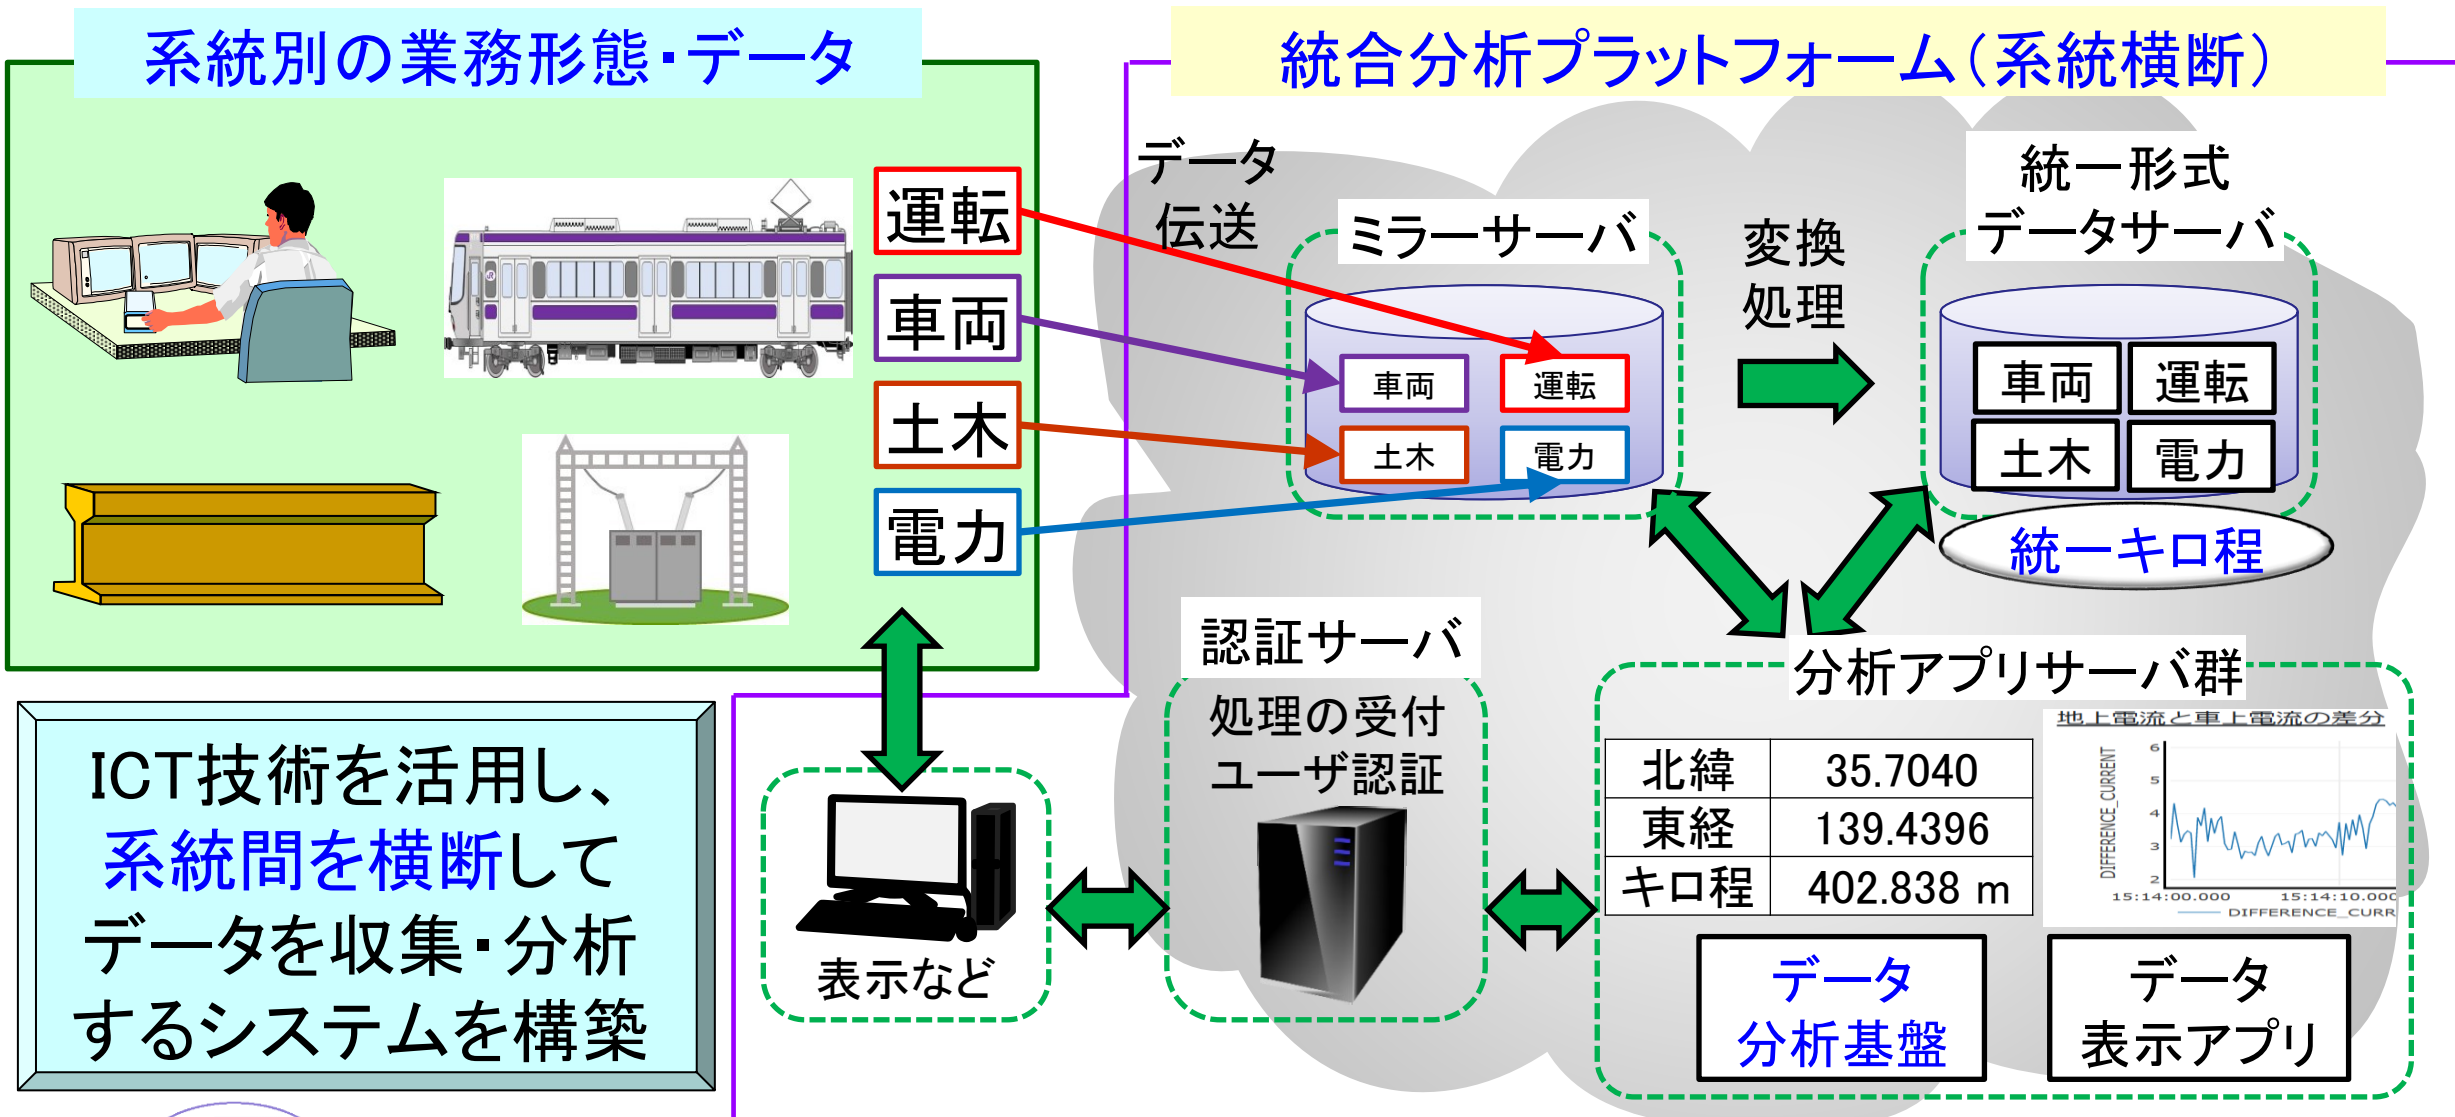 系統別の業務形態・データ
統合分析プラットフォーム（系統横断）
運転
車両
土木
電力
データ
伝送
ミラーサーバ
車両
運転
土木
電力
変換
処理
統一形式
データサーバ
車両
運転
土木
電力
統一キロ程
ICT技術を活用し、
系統間を横断して
データを収集・分析
するシステムを構築
表示など
認証サーバ
処理の受付
ユーザ認証
分析アプリサーバ群
北緯 35.7040
東経 139.4396
キロ程 402.838 m
地上電流と車上電流の差分
DIFFERENCE_CURRENT
6
5
4
3
2
15:14:00.000 15:14:10.000
DIFFERENCE_CURR
データ
分析基盤
データ
表示アプリ